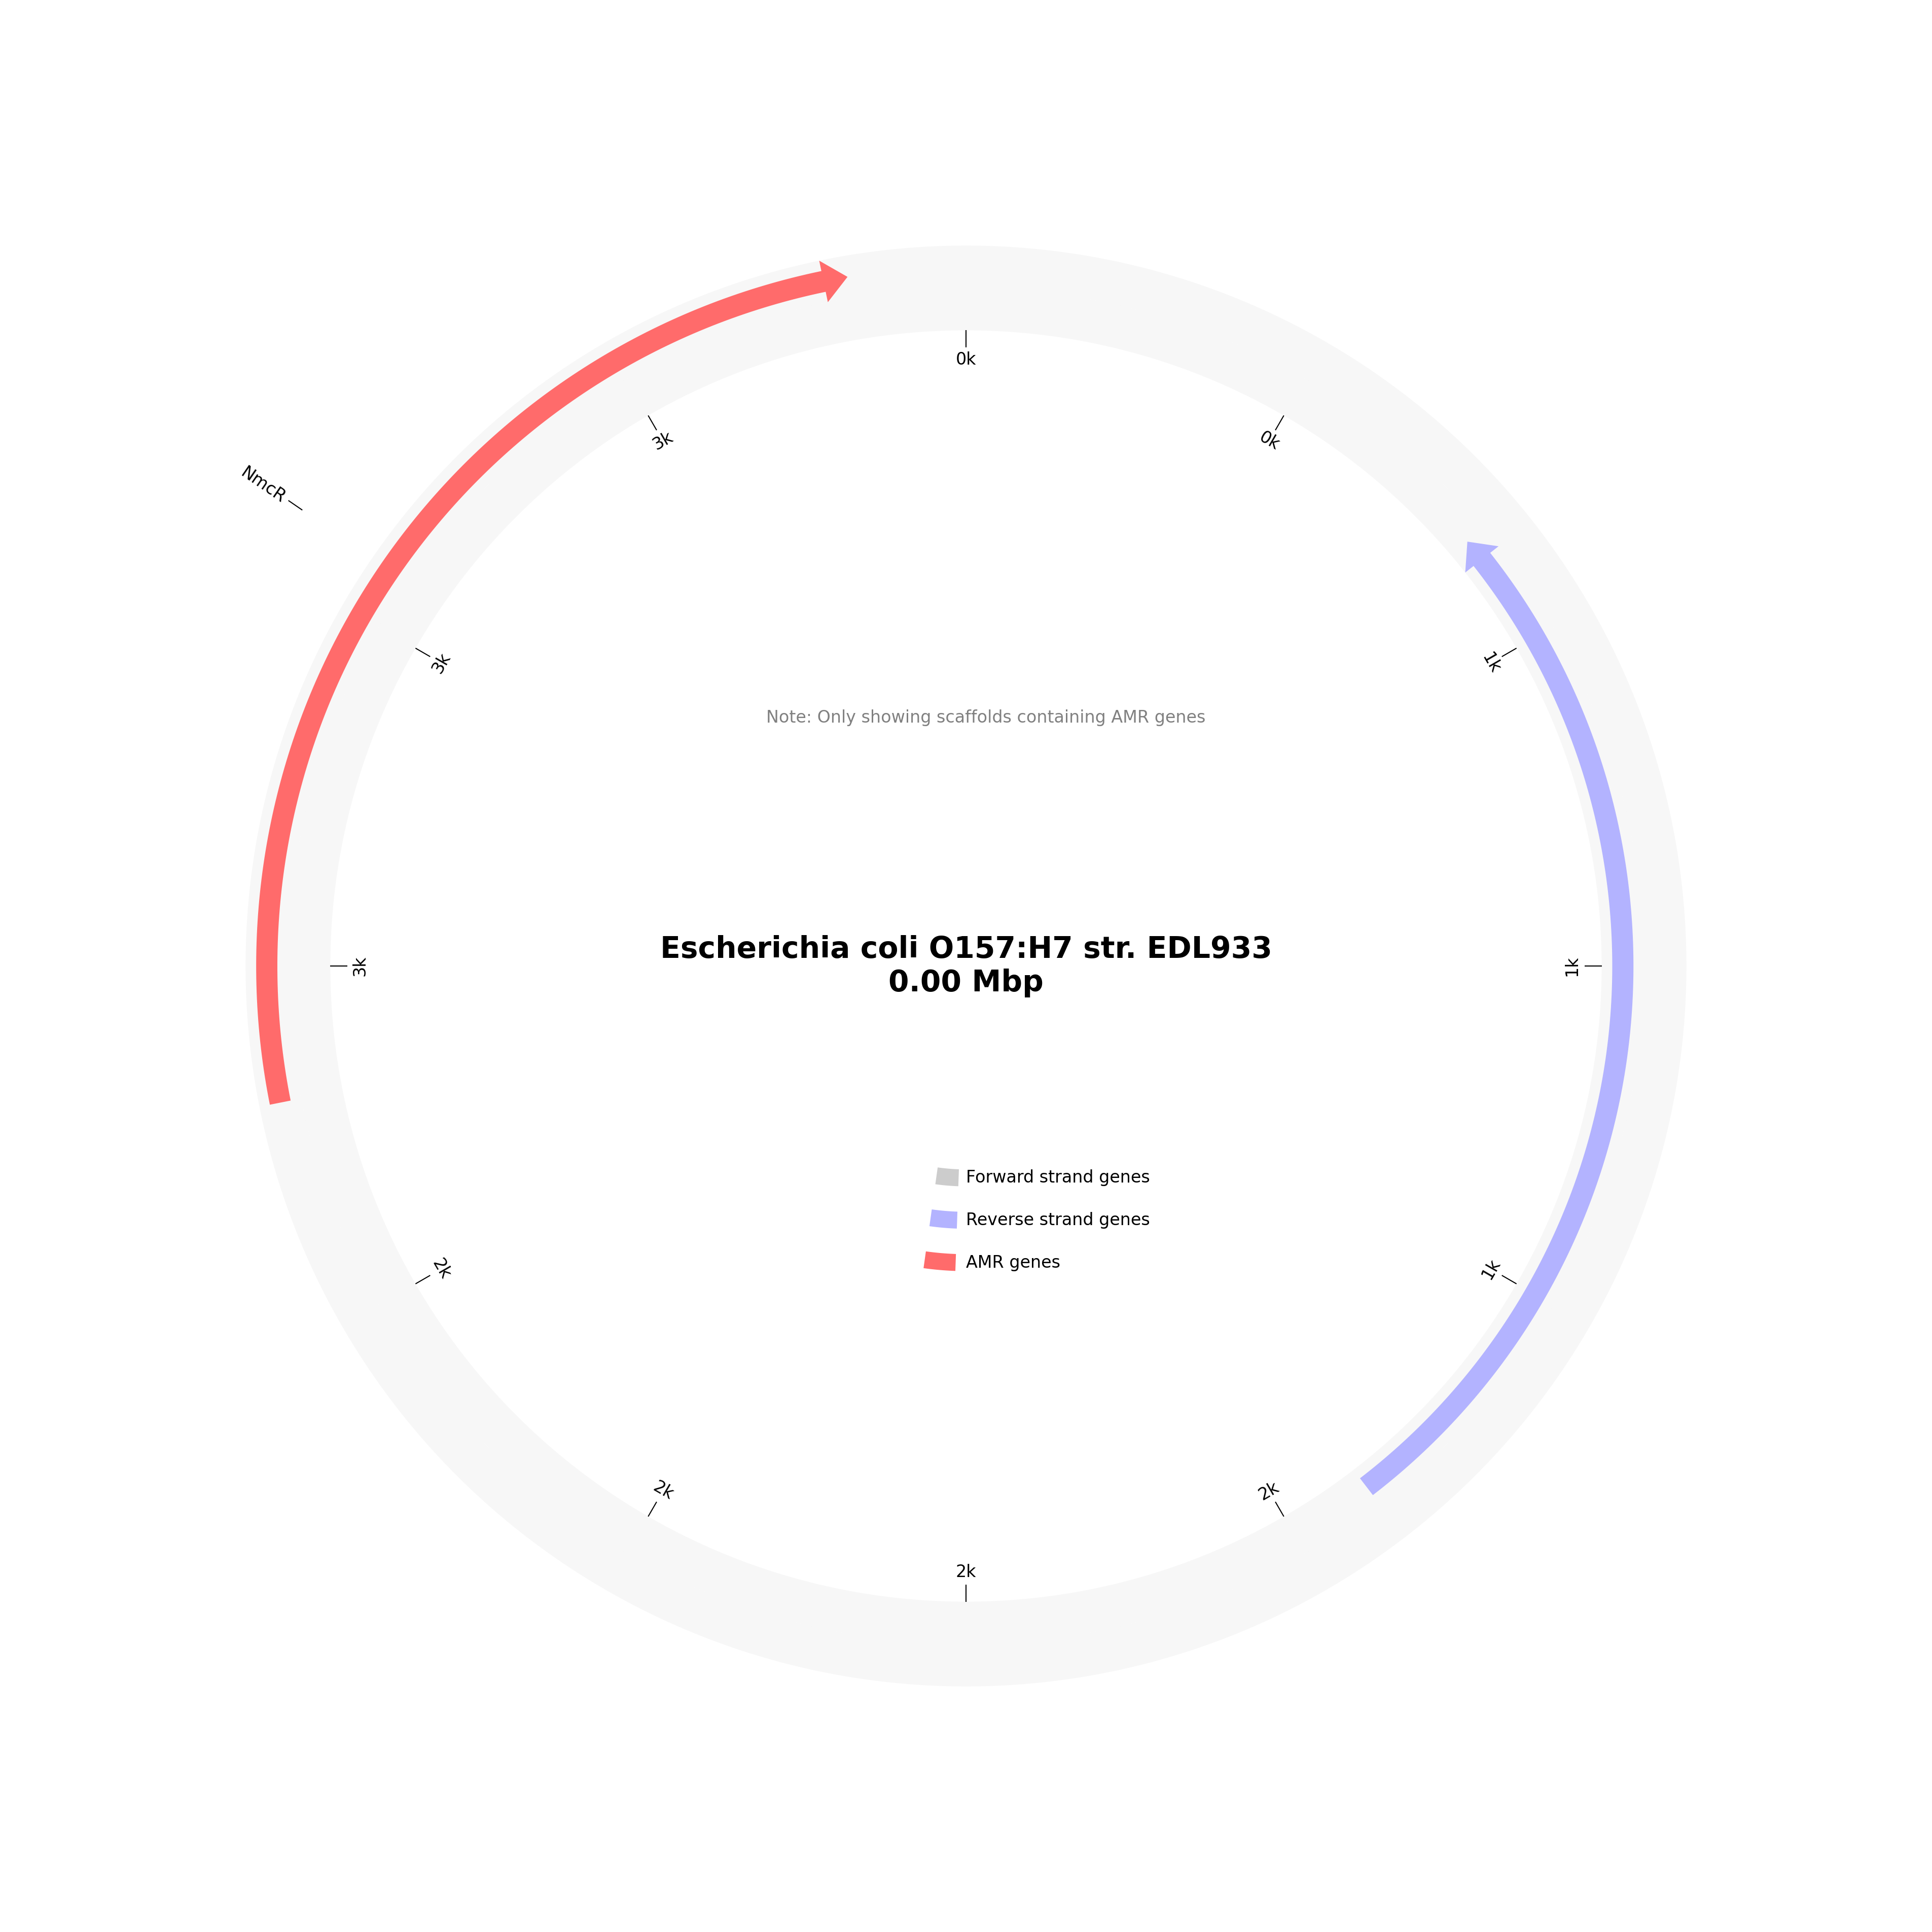 0k
3k
0k
NmcR
3k
1k
Note: Only showing scaffolds containing AMR genes
Escherichia coli O157:H7 str. EDL933
0.00 Mbp
3k
1k
Forward strand genes
Reverse strand genes
AMR genes
2k
1k
2k
2k
2k